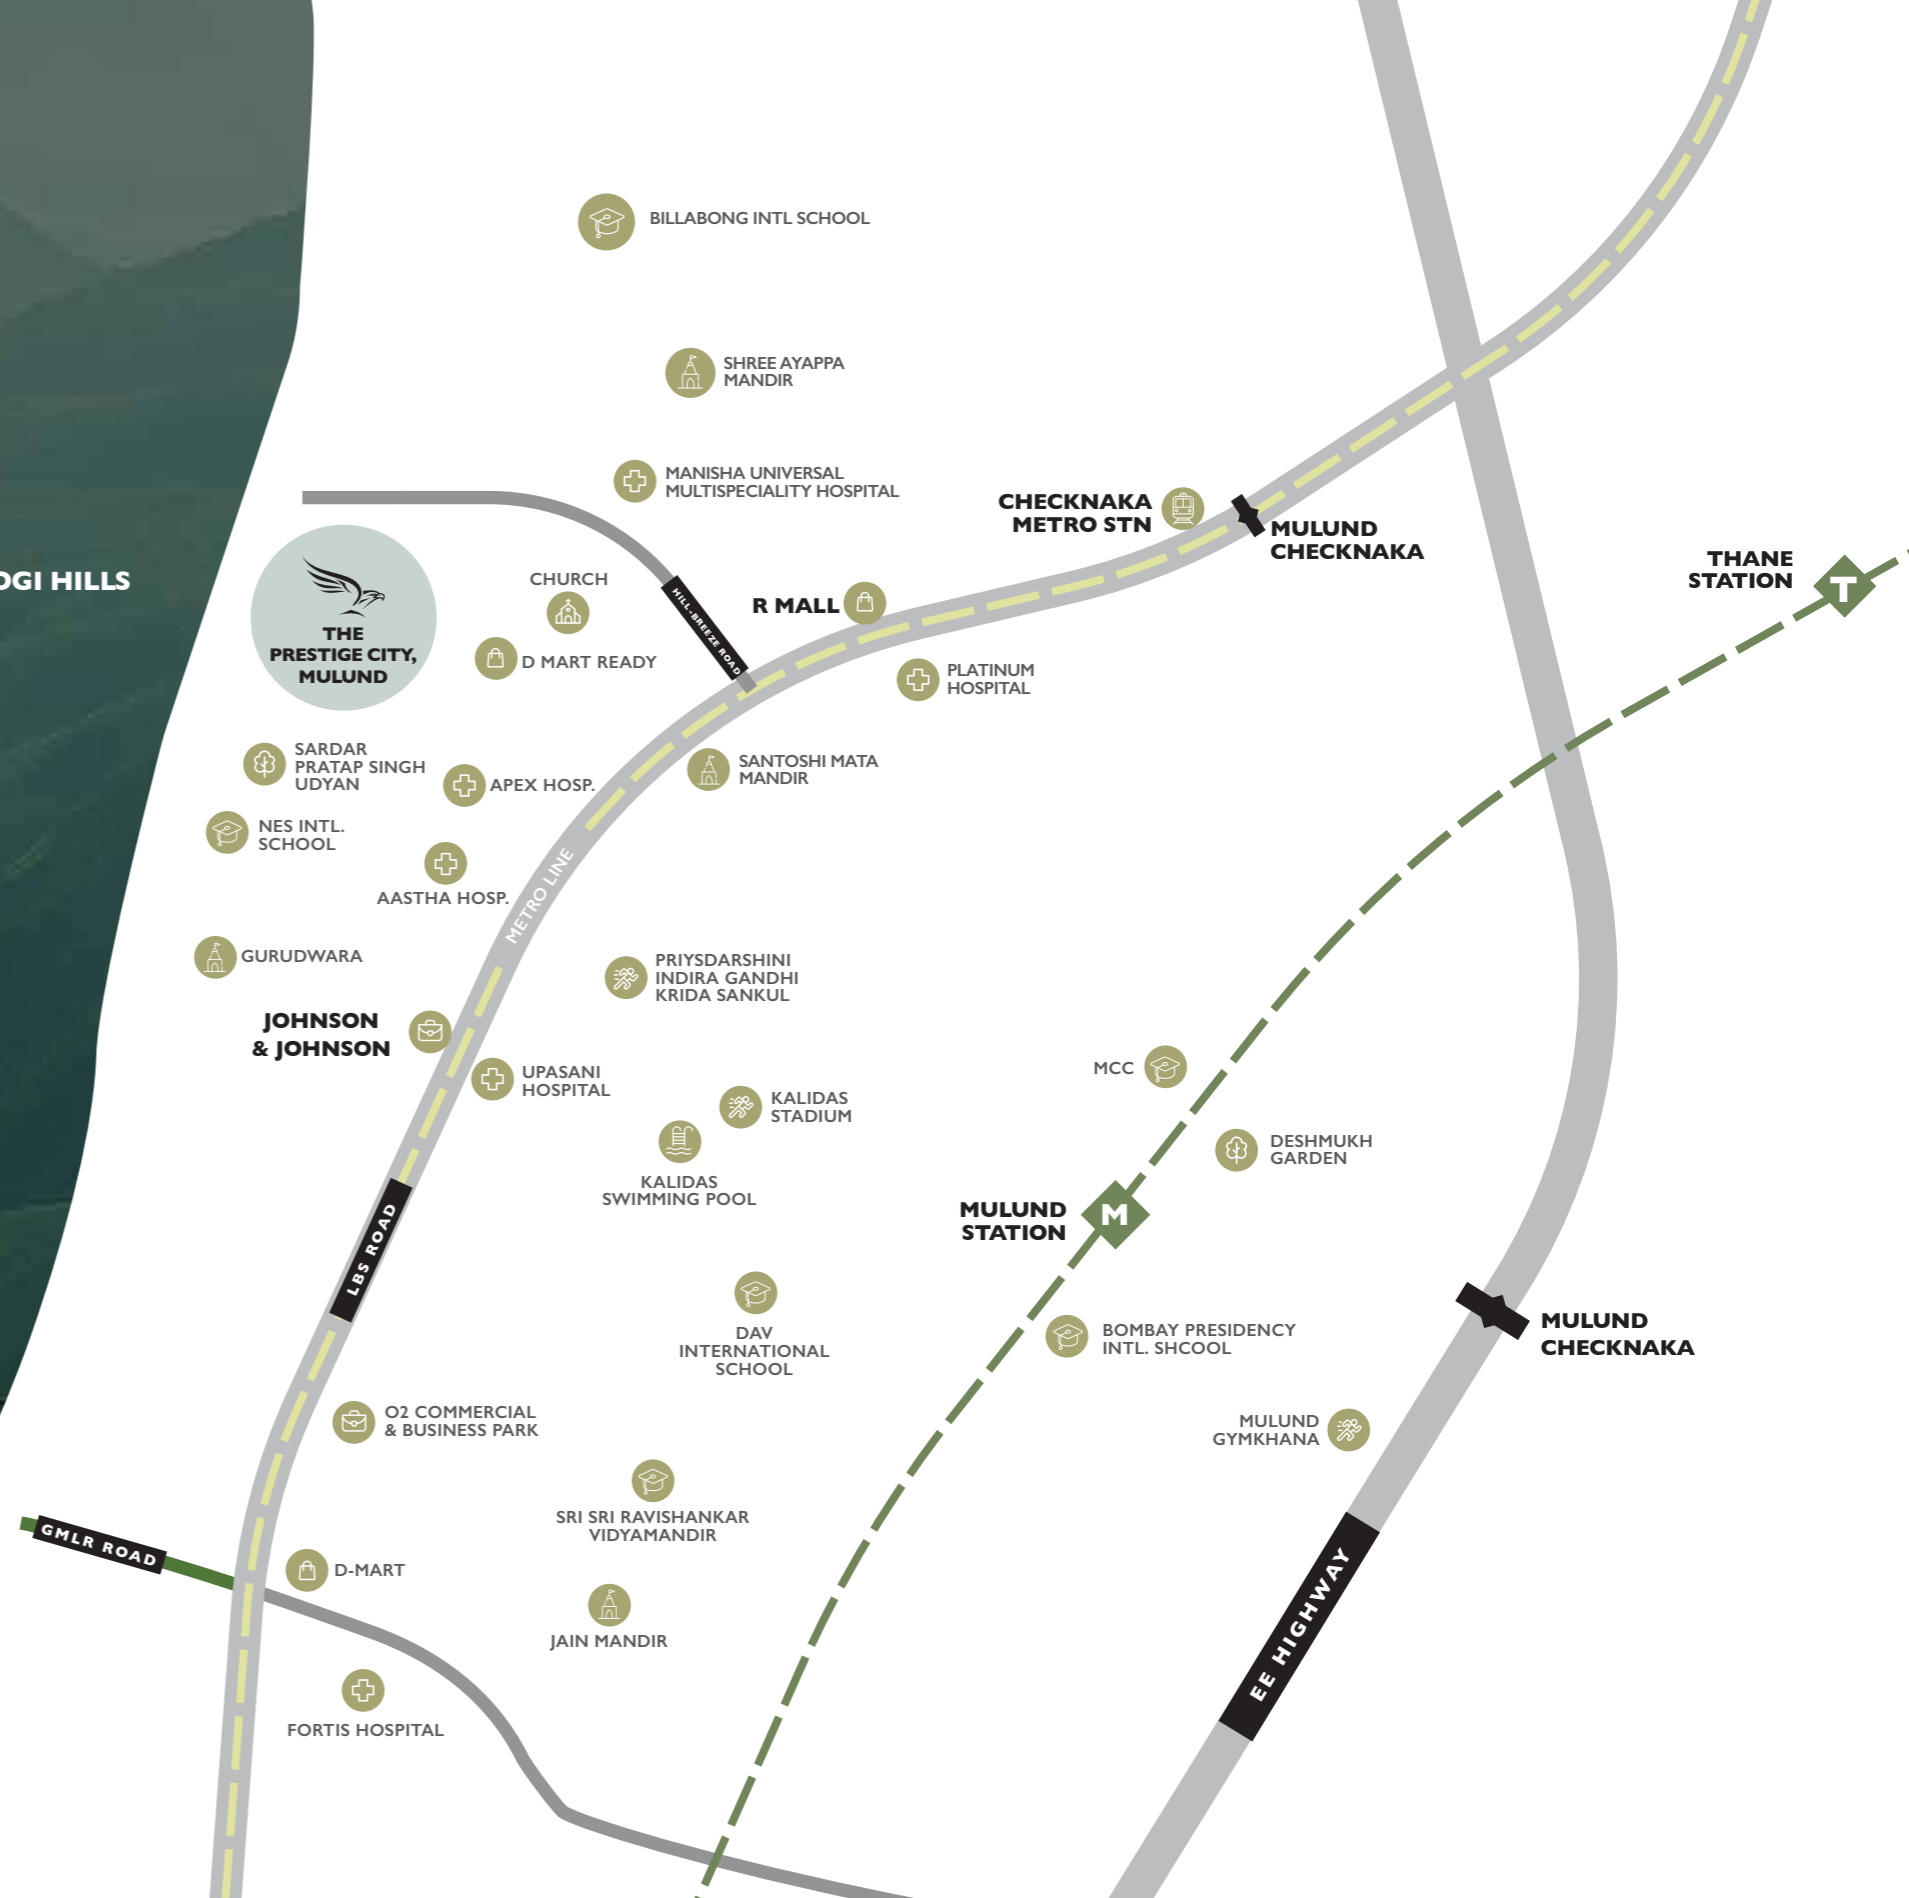 BILLABONG INTL SCHOOL
SHREE AYAPPA
MANDIR
MANISHA UNIVERSAL
MULTISPECIALITY HOSPITAL
CHECKNAKA
METRO STN
MULUND
CHECKNAKA
THANE
STATION
T
OGI HILLS
THE
PRESTIGE CITY,
MULUND
CHURCH
D MART READY
HILL-BREEZE ROAD
R MALL
PLATINUM
HOSPITAL
SARDAR
PRATAP SINGH
UDYAN
APEX HOSP.
SANTOSHI MATA
MANDIR
NES INTL.
SCHOOL
AASTHA HOSP.
METRO LINE
GURUDWARA
PRIYSDARSHINI
INDIRA GANDHI
KRIDA SANKUL
JOHNSON
& JOHNSON
UPASANI
HOSPITAL
KALIDAS
STADIUM
KALIDAS
SWIMMING POOL
MCC
DESHMUKH
GARDEN
MULUND
STATION
M
LBS ROAD
DAV
INTERNATIONAL
SCHOOL
BOMBAY PRESIDENCY
INTL. SHCOOL
MULUND
CHECKNAKA
O2 COMMERCIAL
& BUSINESS PARK
MULUND
GYMKHANA
SRI SRI RAVISHANKAR
VIDYAMANDIR
GMLR ROAD
D-MART
JAIN MANDIR
EE HIGHWAY
FORTIS HOSPITAL